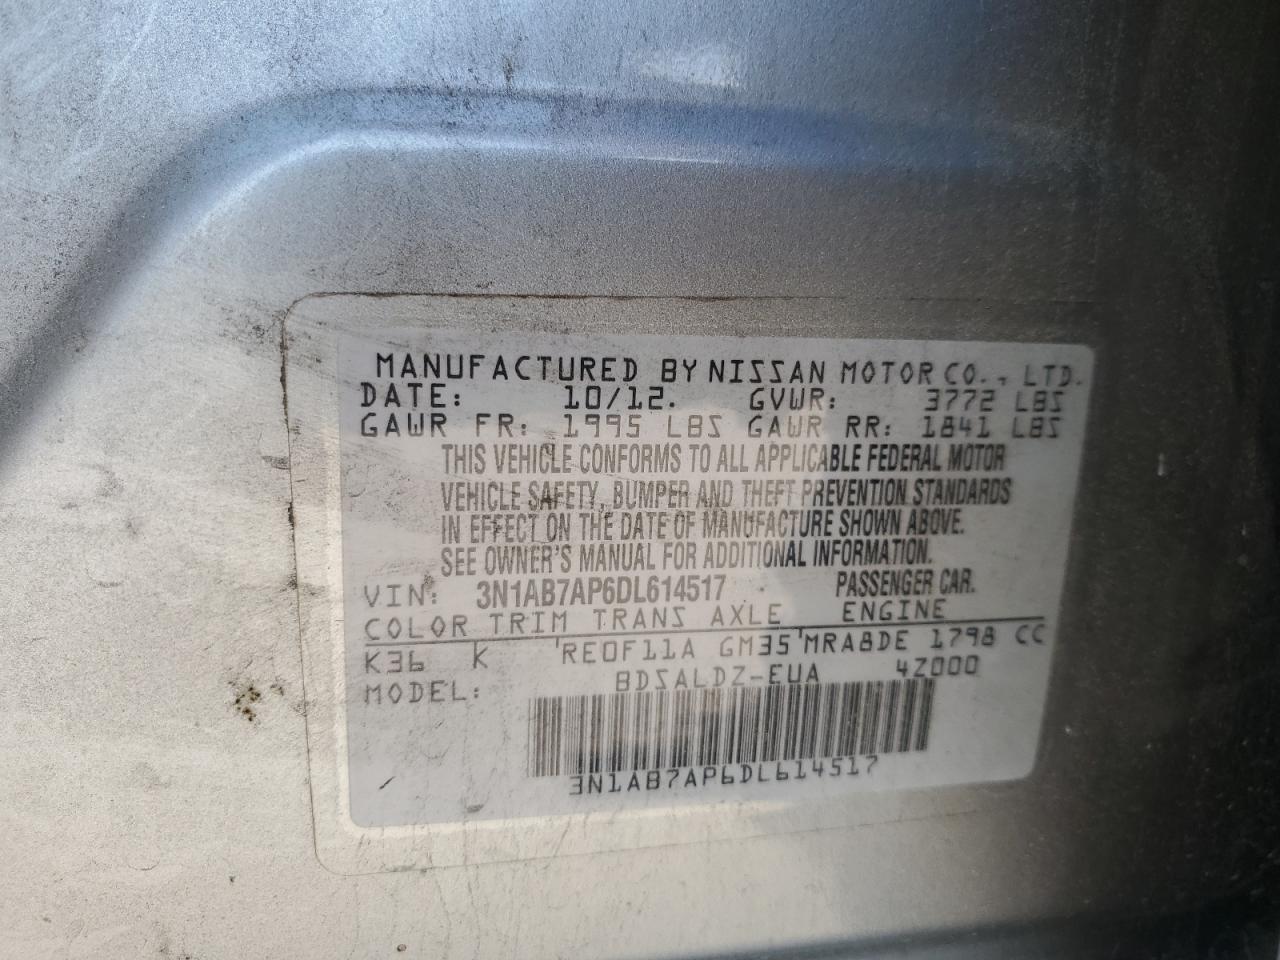 MANUFACTURED BY NISSAN MOTOR CO., LTD.
DATE: 10/12. GVWR: 3772 LBS
GAWR FR: 1995 LBS GAWR RR: 1841 LBS
THIS VEHICLE CONFORMS TO ALL APPLICABLE FEDERAL MOTOR
VEHICLE SAFETY, BUMPER AND THEFT PREVENTION STANDARDS
IN EFFECT ON THE DATE OF MANUFACTURE SHOWN ABOVE.
SEE OWNER'S MANUAL FOR ADDITIONAL INFORMATION.
VIN: 3N1AB7AP6DL614517 PASSENGER CAR.
COLOR TRIM TRANS AXLE ENGINE
K36 K 'RE0F11A GM35'MRA8DE 1798 CC
MODEL: BDSALDZ-EUA 4Z000
3N1AB7AP6DL614517